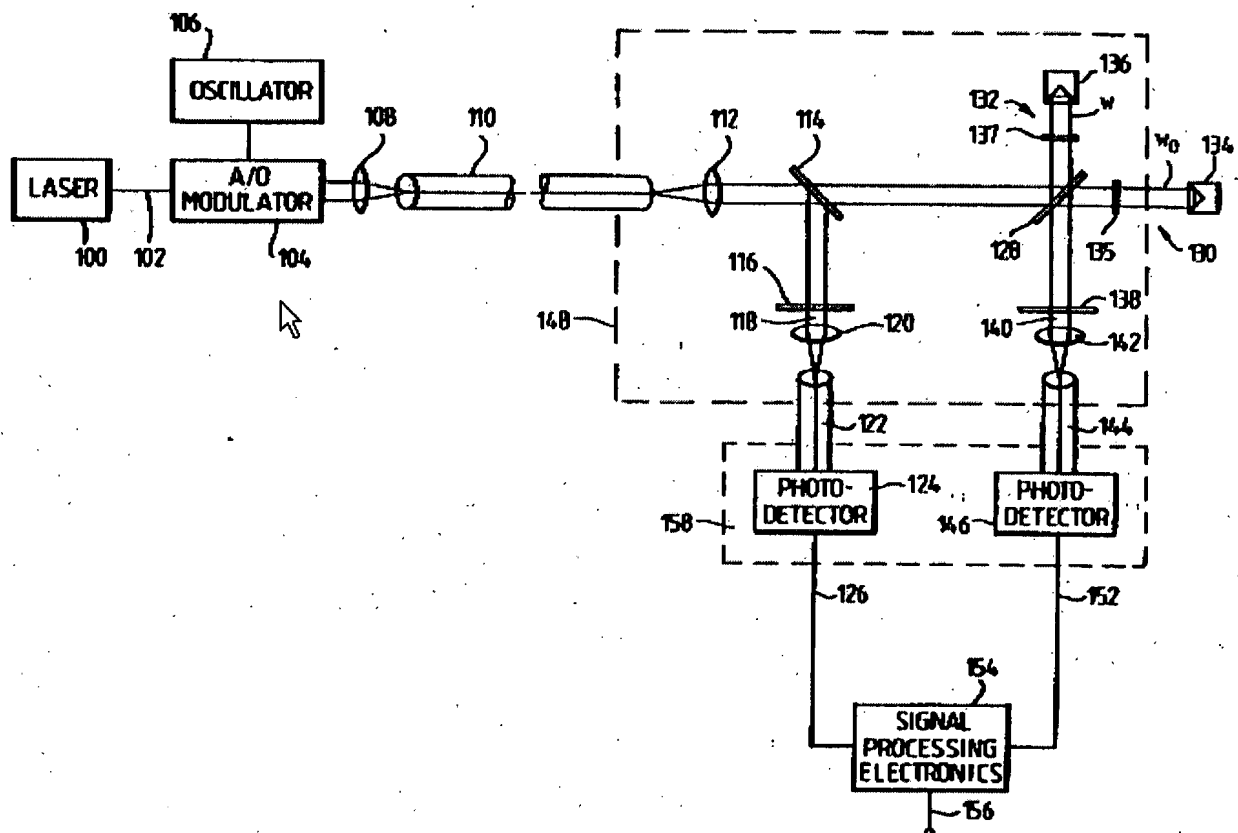 106
OSCILLATOR
108
110
112
114
132
136
W
137
W0
134
LASER
A/O
MODULATOR
100
102
104
128
135
130
116
138
148
118
120
140
142
122
144
PHOTO-
DETECTOR
124
PHOTO-
DETECTOR
158
146
126
152
154
SIGNAL
PROCESSING
ELECTRONICS
156